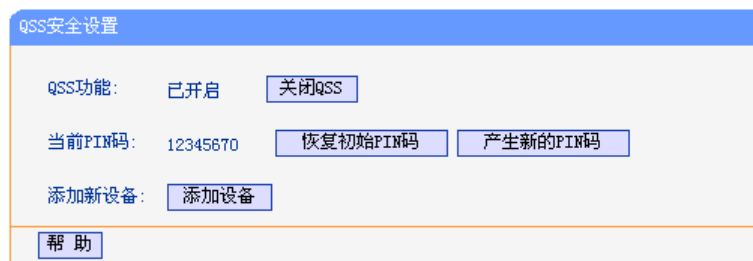 QSS安全设置
QSS功能: 已开启 关闭QSS
当前PIN码: 12345670 恢复初始PIN码 产生新的PIN码
添加新设备: 添加设备
帮 助